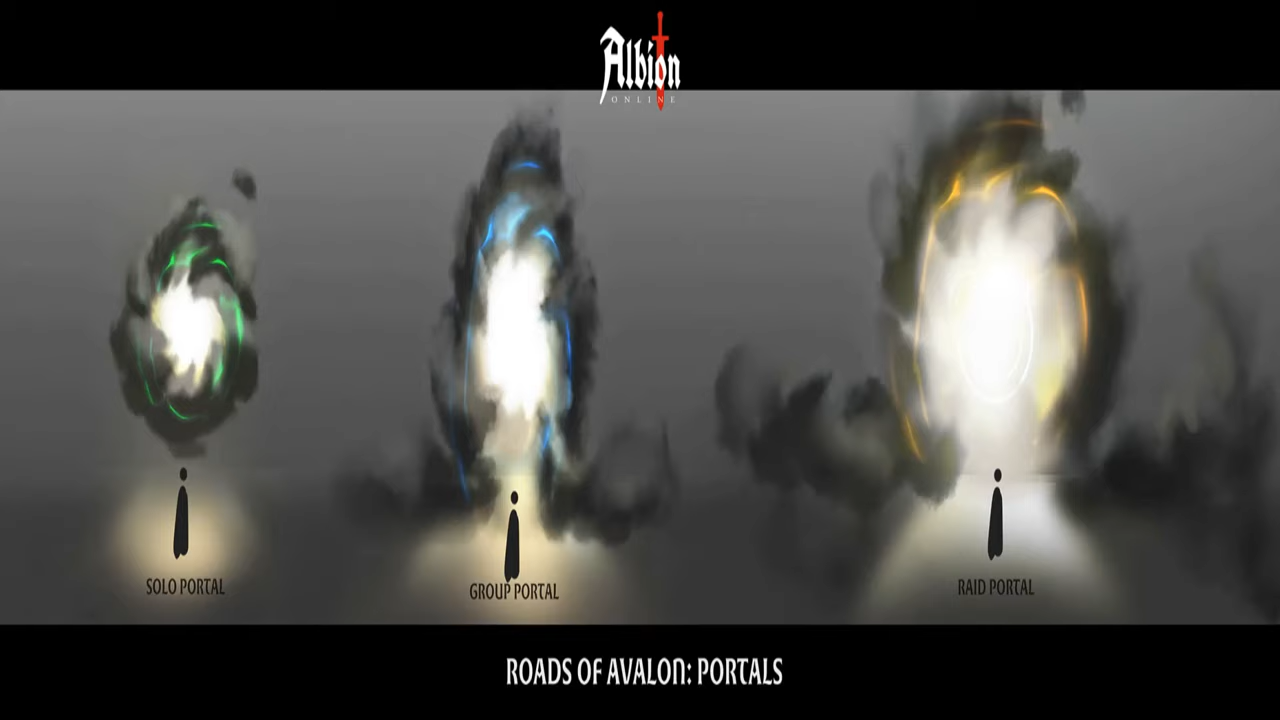 Albion
ONLINE
SOLO PORTAL
GROUP PORTAL
RAID PORTAL
ROADS OF AVALON: PORTALS